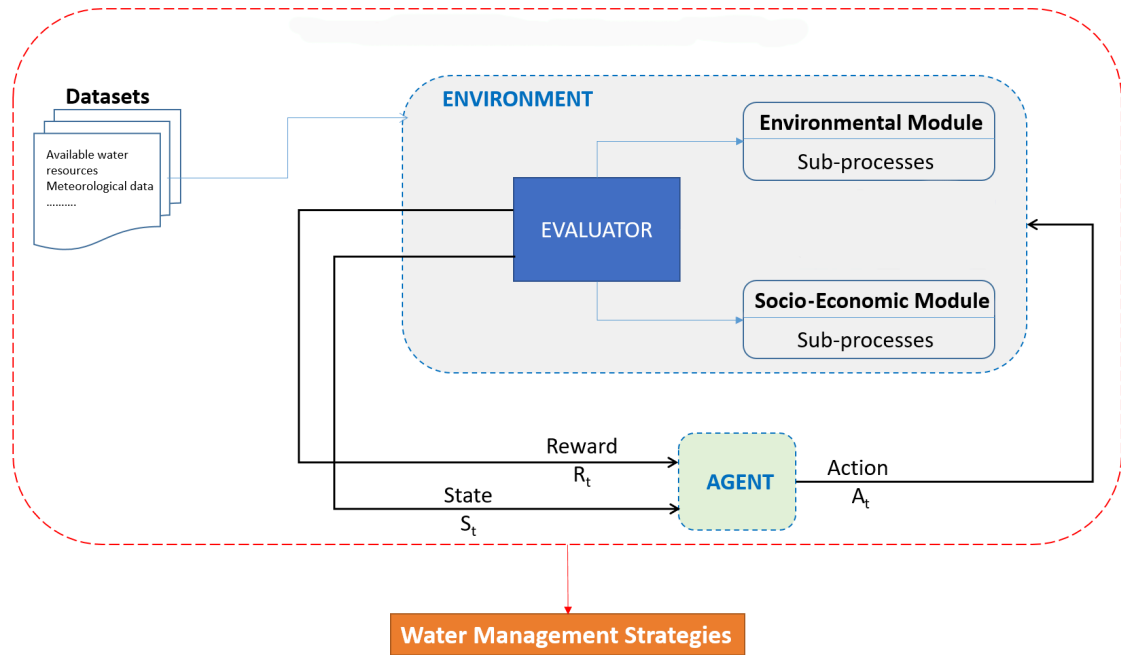 Datasets
Available water
resources
Meteorological data
..........
ENVIRONMENT
Environmental Module
Sub-processes
EVALUATOR
Socio-Economic Module
Sub-processes
Reward
Rₜ
State
Sₜ
AGENT
Action
Aₜ
Water Management Strategies